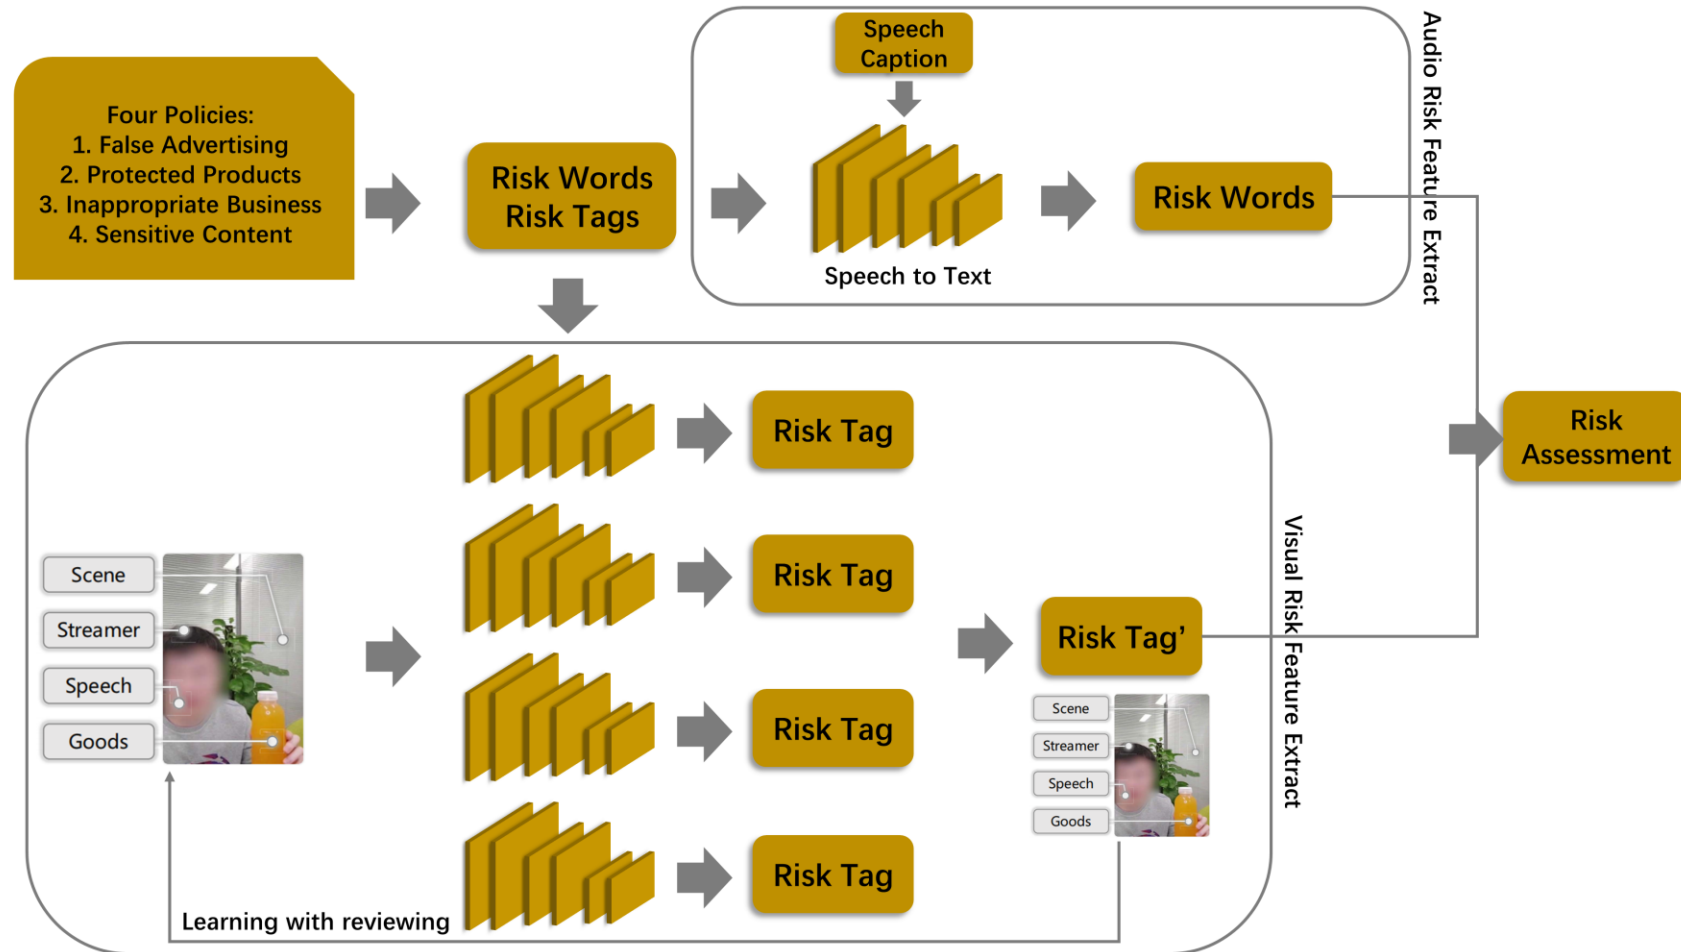 Four Policies:
1. False Advertising
2. Protected Products
3. Inappropriate Business
4. Sensitive Content
Risk Words
Risk Tags
Speech
Caption
Speech to Text
Risk Words
Audio Risk Feature Extract
Risk Tag
Risk Tag
Risk Tag
Risk Tag
Scene
Streamer
Speech
Goods
Risk Tag’
Scene
Streamer
Speech
Goods
Learning with reviewing
Visual Risk Feature Extract
Risk
Assessment